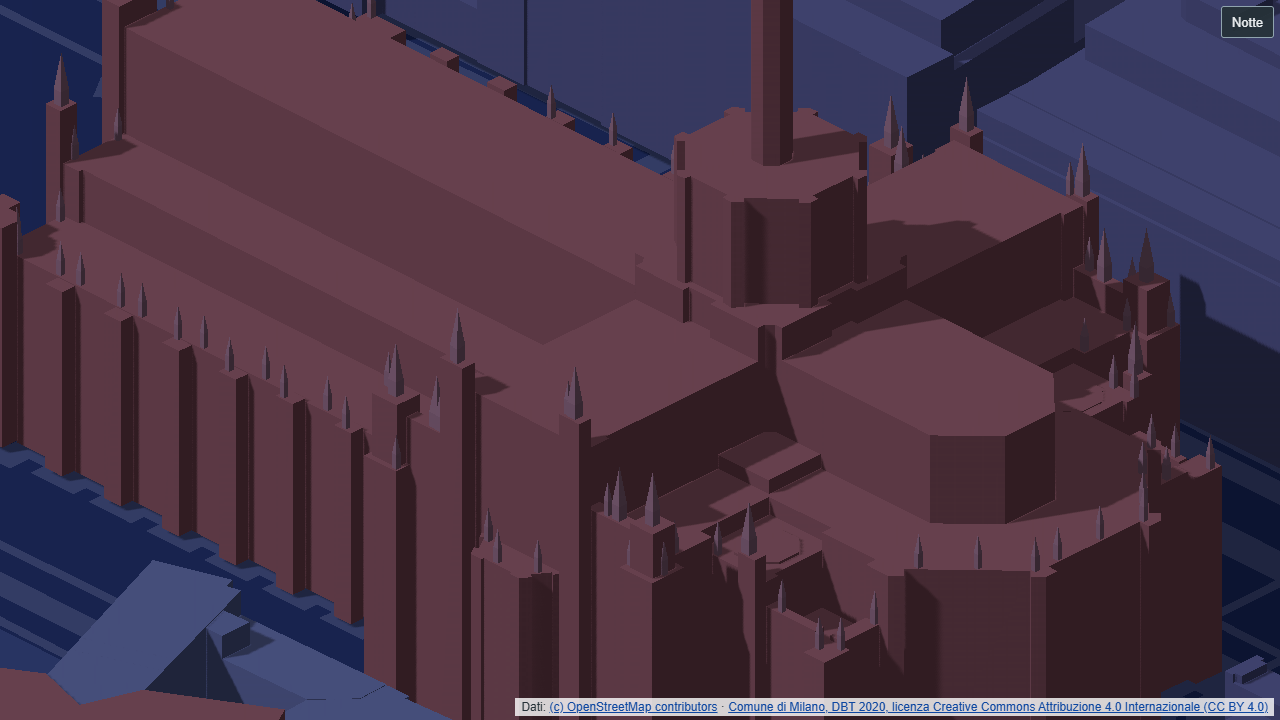 Notte
Dati: (c) OpenStreetMap contributors · Comune di Milano, DBT 2020, licenza Creative Commons Attribuzione 4.0 Internazionale (CC BY 4.0)